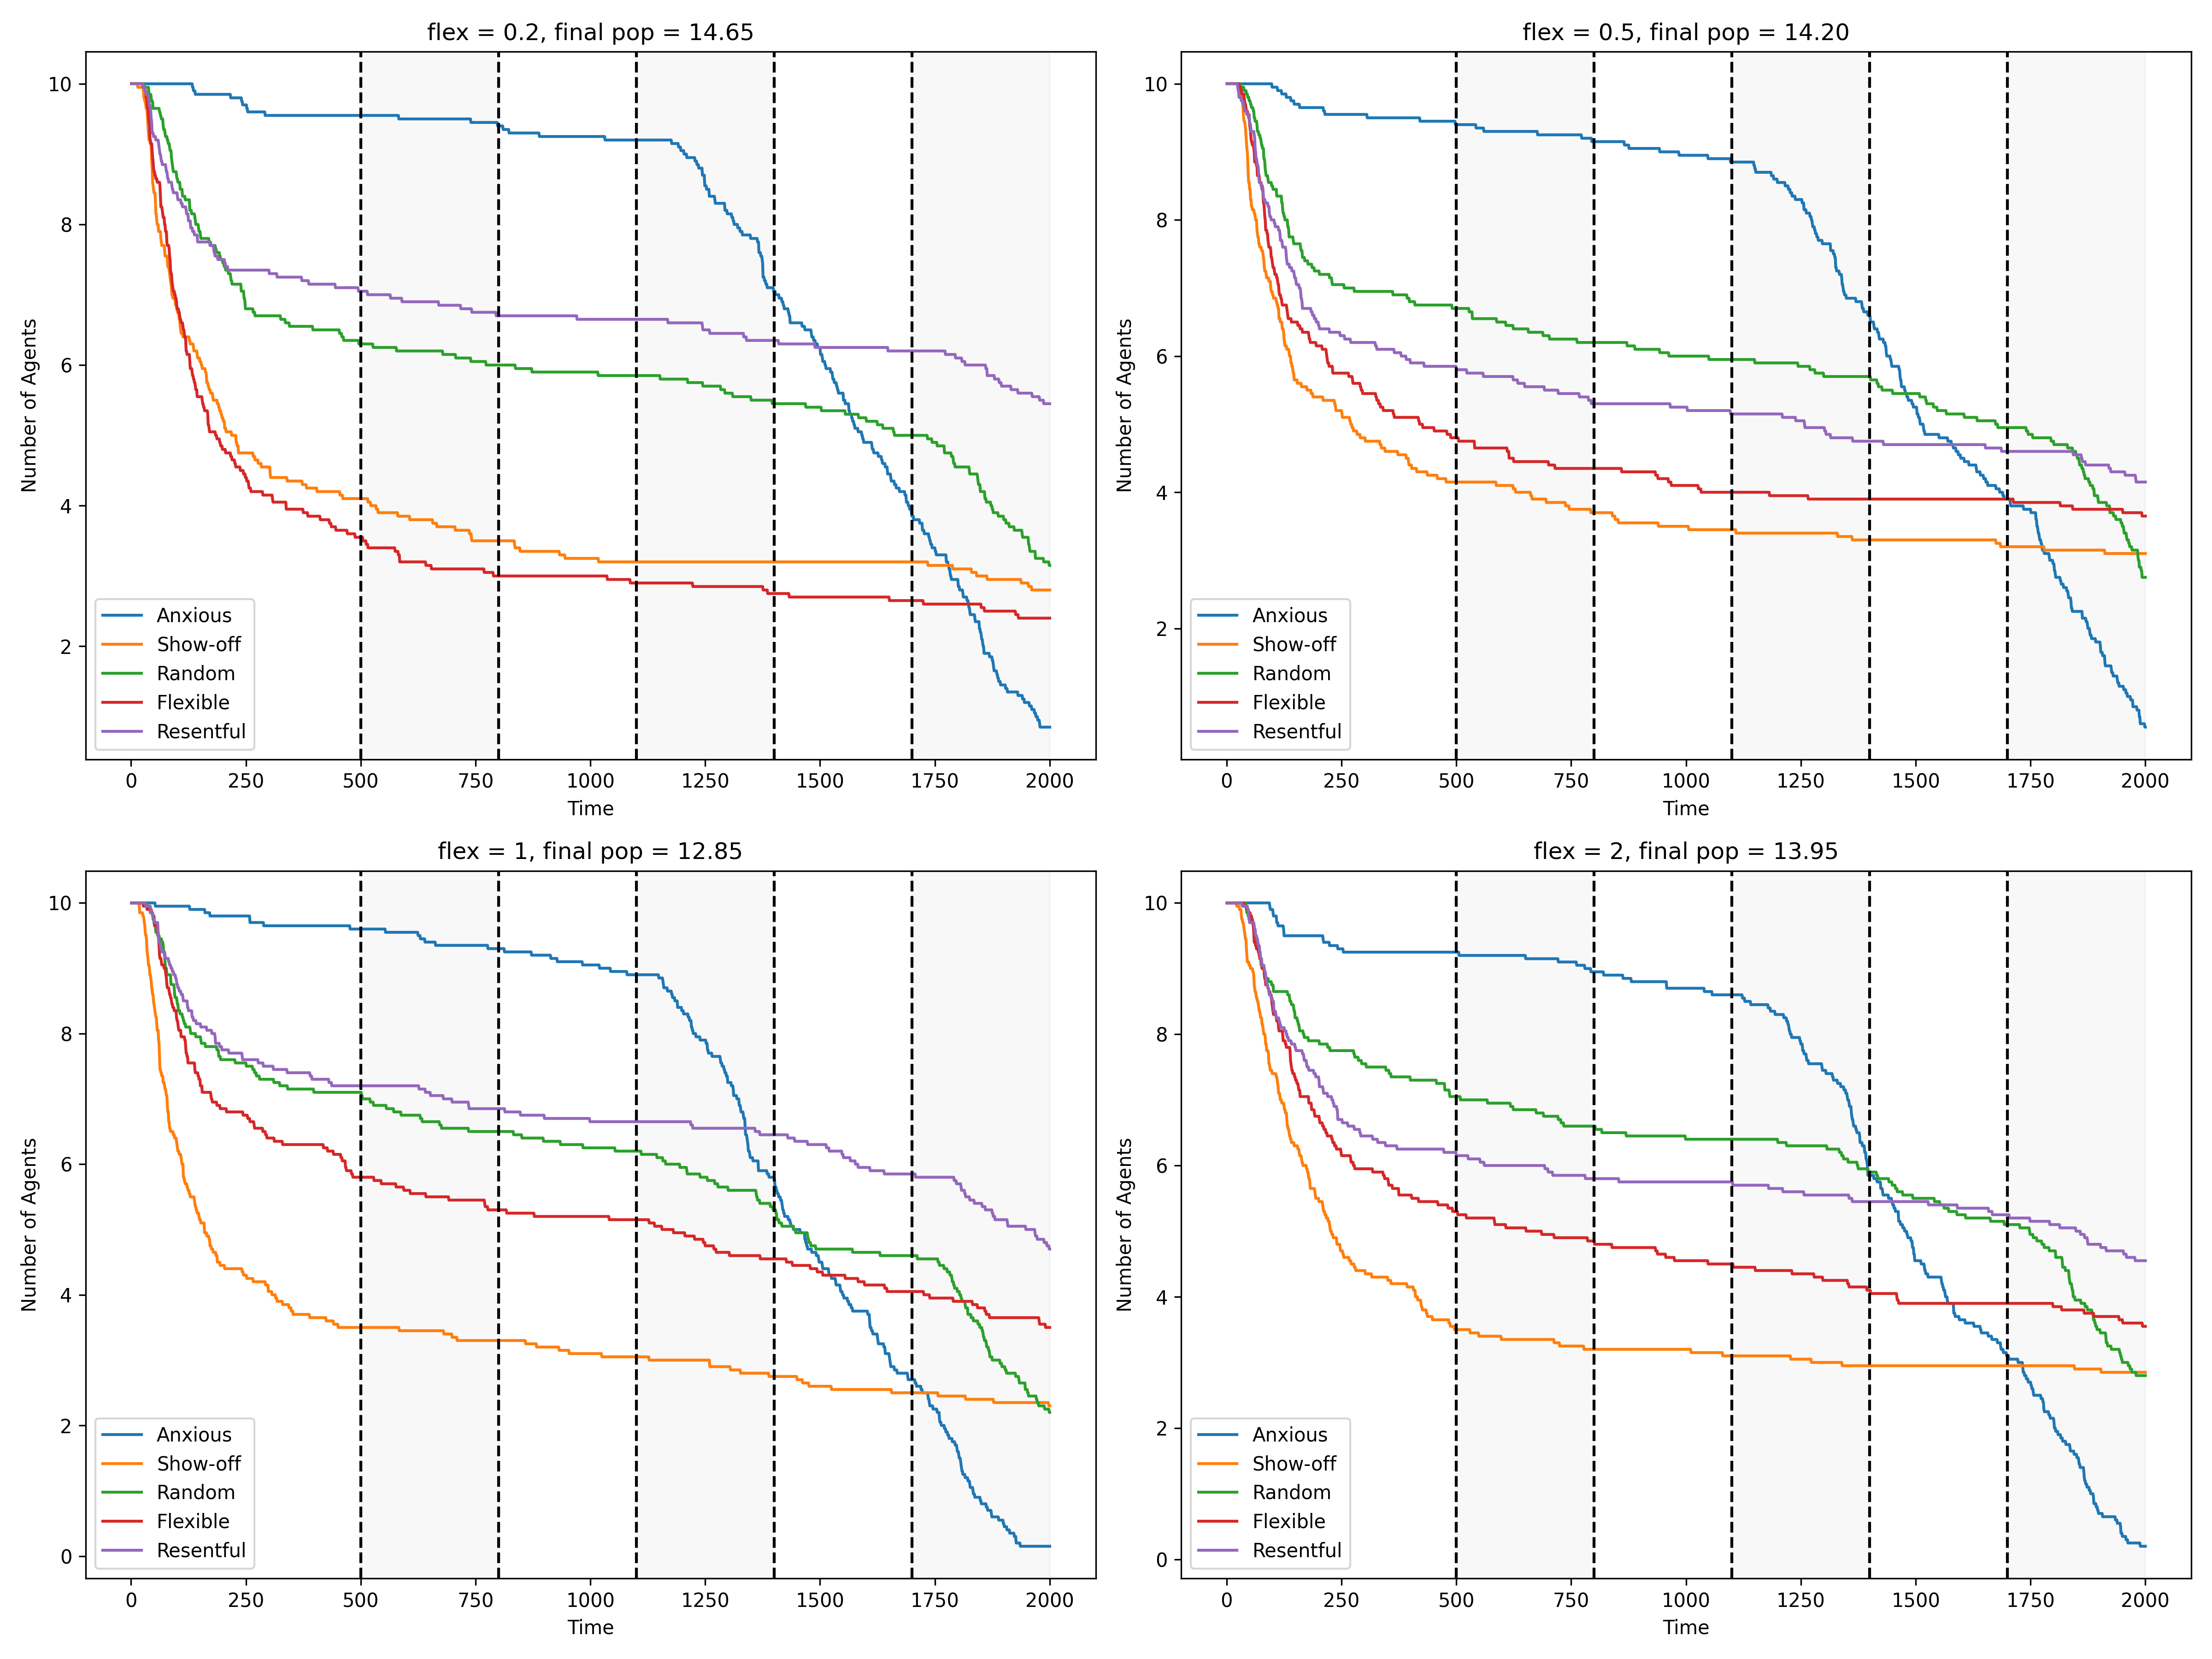 flex = 0.2, final pop = 14.65
Number of Agents
10
8
6
4
2
Anxious
Show-off
Random
Flexible
Resentful
0 250 500 750 1000 1250 1500 1750 2000
Time
flex = 0.5, final pop = 14.20
Number of Agents
10
8
6
4
2
Anxious
Show-off
Random
Flexible
Resentful
0 250 500 750 1000 1250 1500 1750 2000
Time
flex = 1, final pop = 12.85
Number of Agents
10
8
6
4
2
0
Anxious
Show-off
Random
Flexible
Resentful
0 250 500 750 1000 1250 1500 1750 2000
Time
flex = 2, final pop = 13.95
Number of Agents
10
8
6
4
2
0
Anxious
Show-off
Random
Flexible
Resentful
0 250 500 750 1000 1250 1500 1750 2000
Time